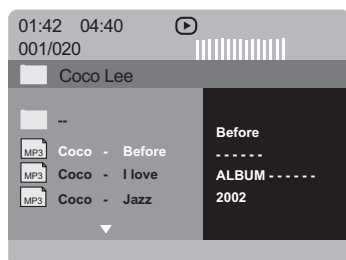 01:42 04:40
001/020
Coco Lee
--
MP3 Coco - Before
MP3 Coco - I love
MP3 Coco - Jazz
Before
- - - - - -
ALBUM - - - - - -
2002